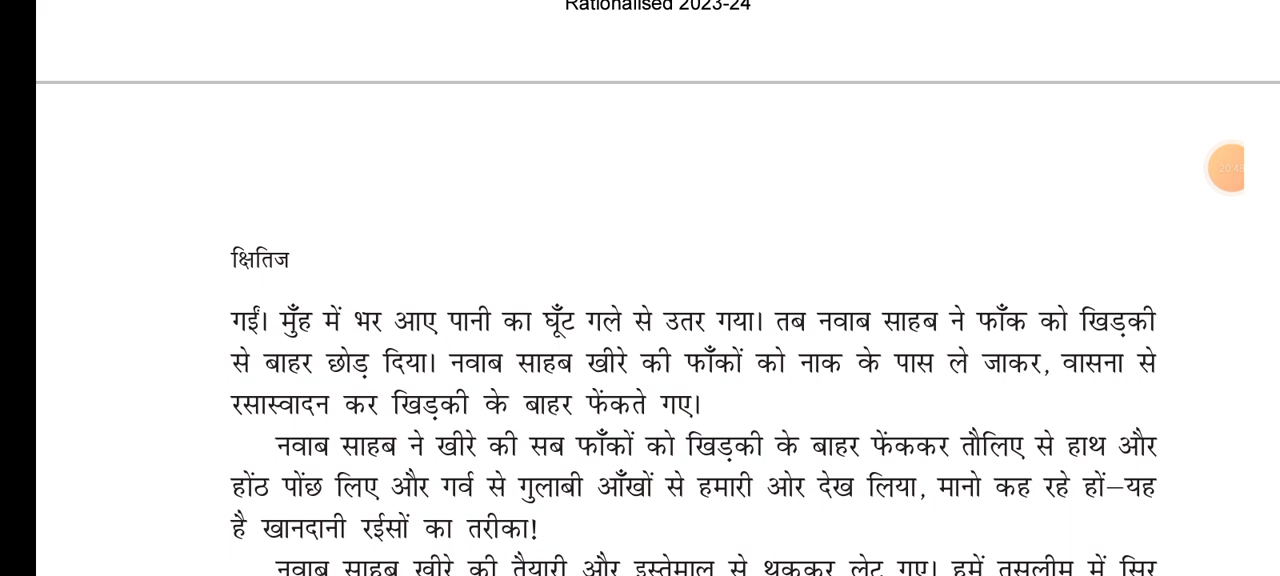 Rationalised 2023-24
20:48
क्षितिज
गईं। मुँह में भर आए पानी का घूँट गले से उतर गया। तब नवाब साहब ने फाँक को खिड़की
से बाहर छोड़ दिया। नवाब साहब खीरे की फाँकों को नाक के पास ले जाकर, वासना से
रसास्वादन कर खिड़की के बाहर फेंकते गए।
नवाब साहब ने खीरे की सब फाँकों को खिड़की के बाहर फेंककर तौलिए से हाथ और
होंठ पोंछ लिए और गर्व से गुलाबी आँखों से हमारी ओर देख लिया, मानो कह रहे हों–यह
है खानदानी रईसों का तरीका!
नवाब साहब खीरे की तैयारी और इस्तेमाल से थककर लेट गए। हमें तसलीम में सिर